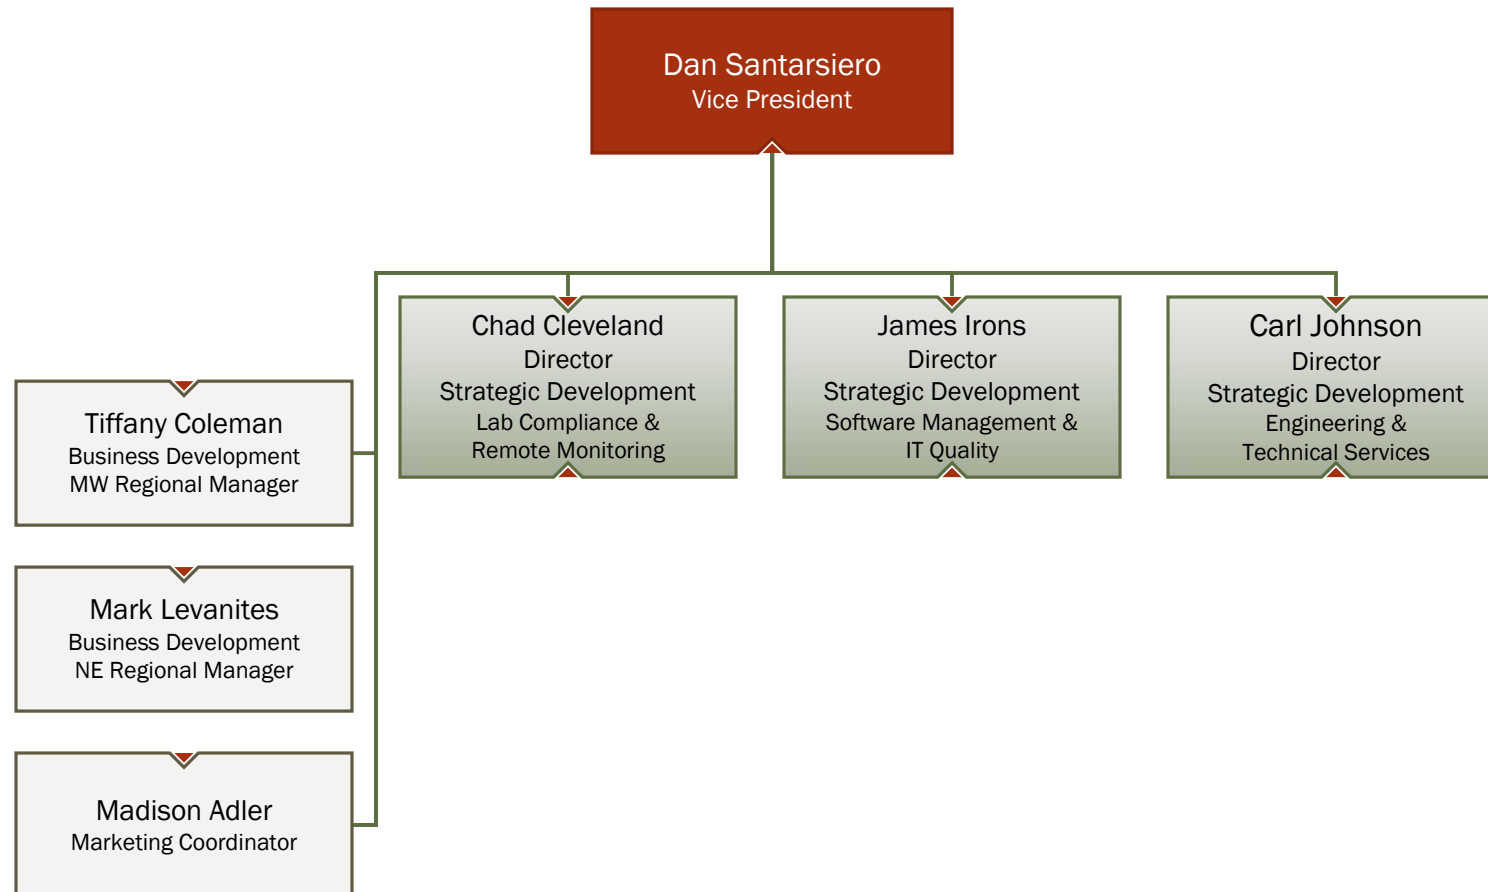 Dan Santarsiero
Vice President
Chad Cleveland
Director
Strategic Development
Lab Compliance &
Remote Monitoring
James Irons
Director
Strategic Development
Software Management &
IT Quality
Carl Johnson
Director
Strategic Development
Engineering &
Technical Services
Tiffany Coleman
Business Development
MW Regional Manager
Mark Levanites
Business Development
NE Regional Manager
Madison Adler
Marketing Coordinator